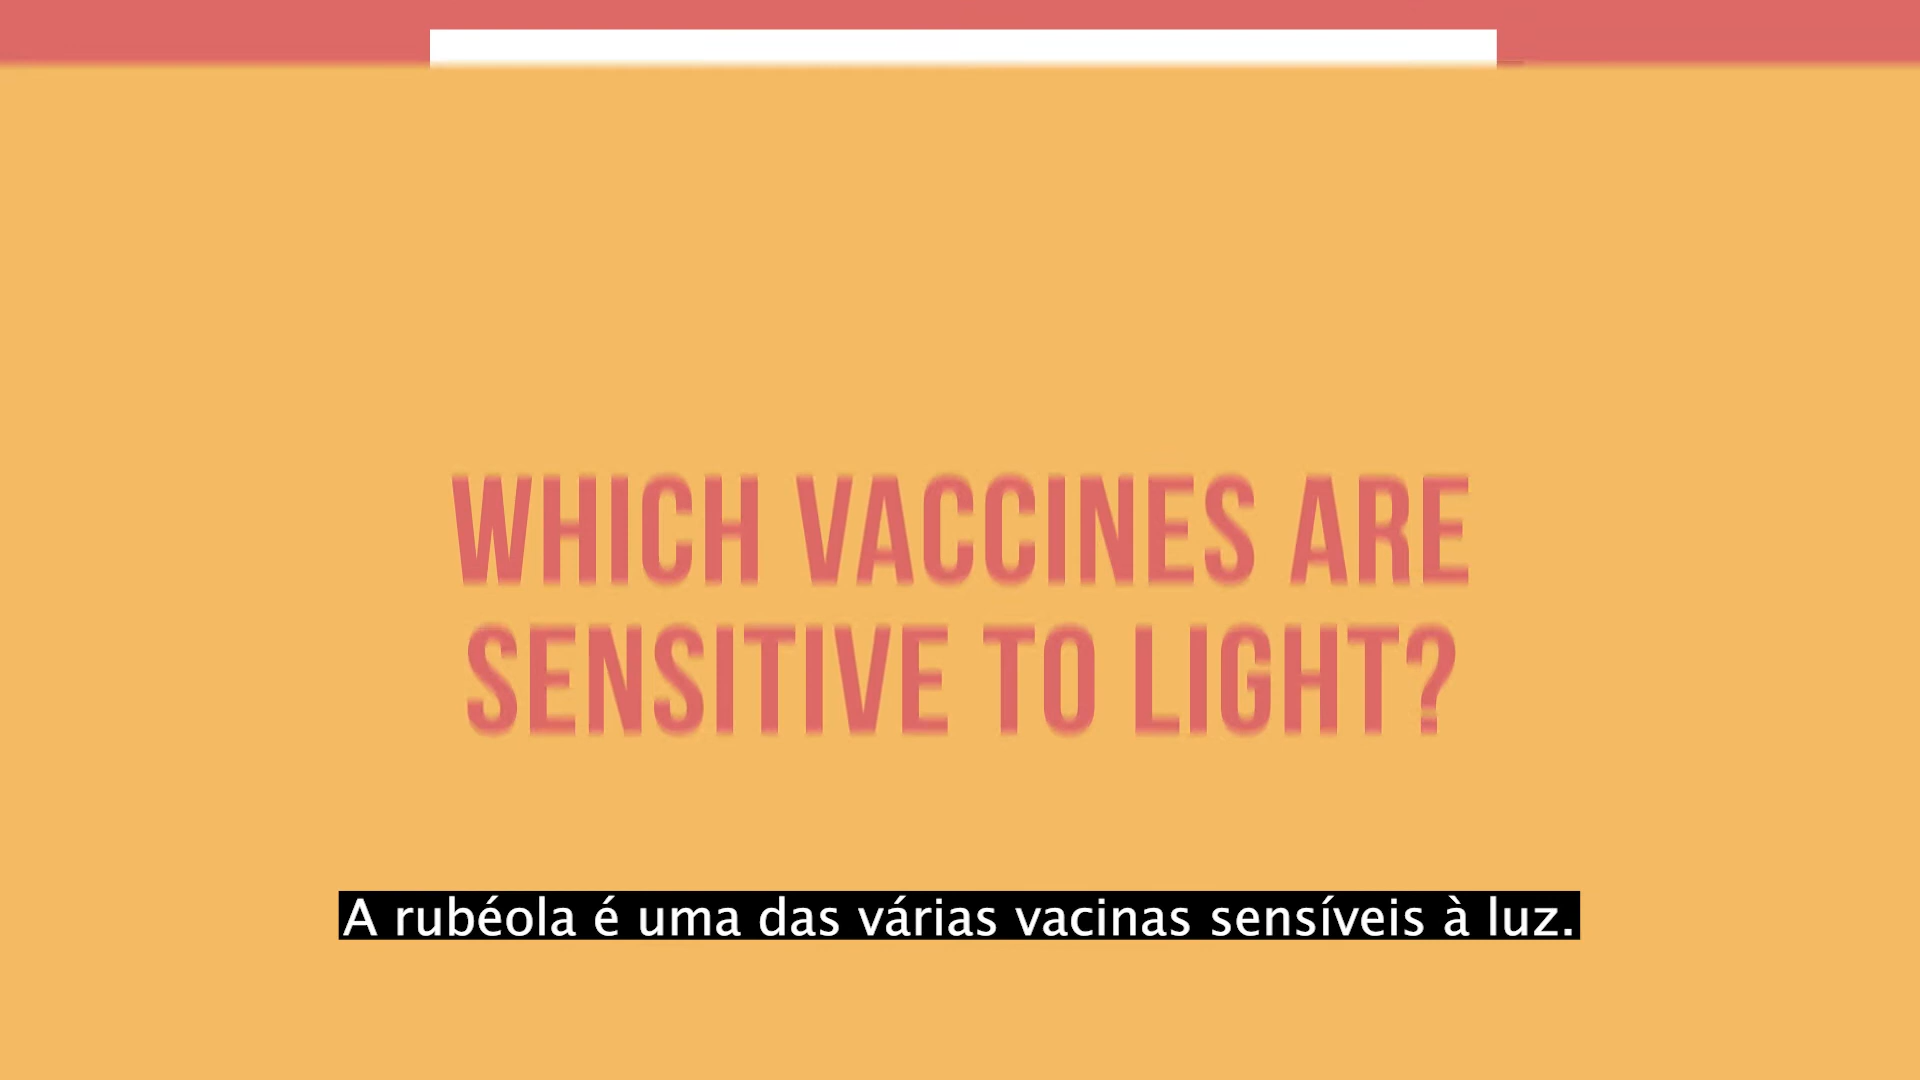 WHICH VACCINES ARE
SENSITIVE TO LIGHT?
A rubéola é uma das várias vacinas sensíveis à luz.